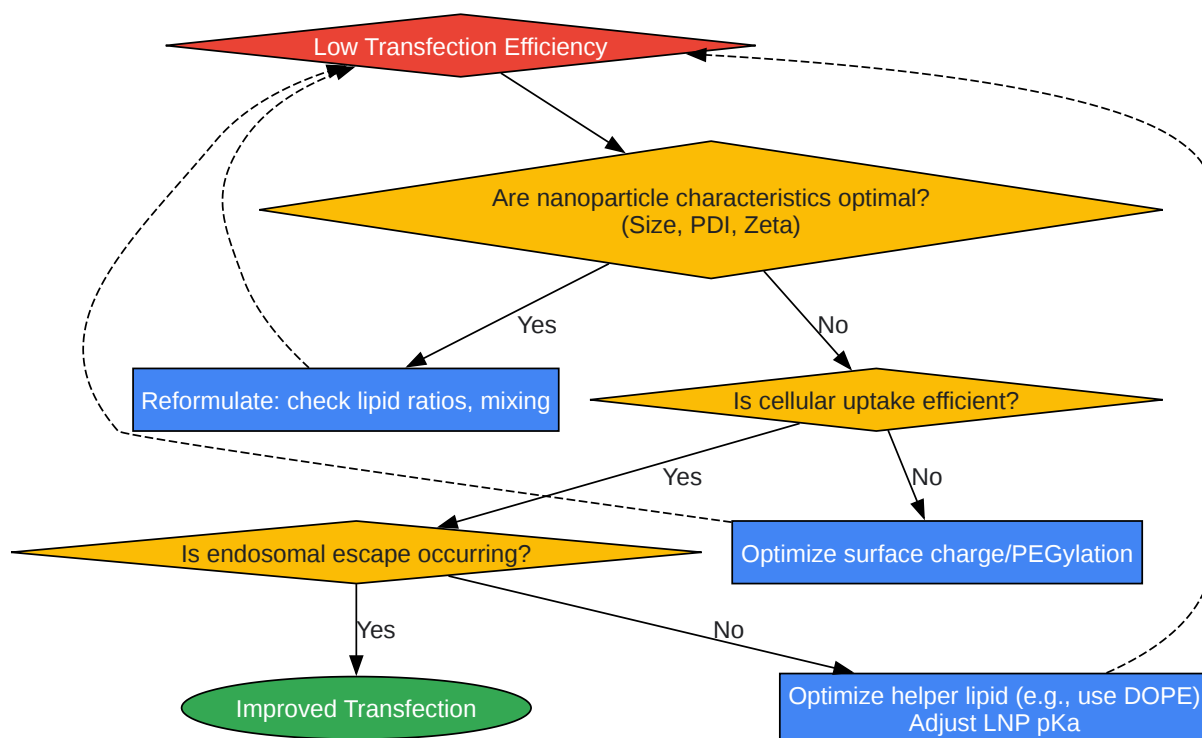 Low Transfection Efficiency
Are nanoparticle characteristics optimal?
(Size, PDI, Zeta)
Yes
No
Reformulate: check lipid ratios, mixing
Is cellular uptake efficient?
Yes
No
Is endosomal escape occurring?
Optimize surface charge/PEGylation
Yes
No
Improved Transfection
Optimize helper lipid (e.g., use DOPE)
Adjust LNP pKa